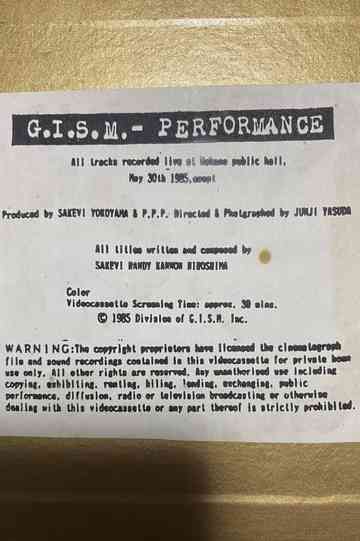 G.I.S.M.- PERFORMANCE
All tracks recorded live at public hall,
May 30th 1985,
Produced by SAKEVI YOKOYAMA & P.P.P. Directed & Photgraphed by JUNJI YASUDA
All titles written and composed by
SAKEVI RANDY KANNON HIROSHIMA
Color
Videocassette Screening Time: approx. 30 mins.
© 1985 Division of G.I.S.M. Inc.
WARNING:The copyright proprietors have licensed the cinematograph
film and sound recordings contained in this videocassette for private home
use only. All other rights are reserved. Any unauthorised use including
copying, exhibiting, renting, hiring, lending, exchanging, public
performance, diffusion, radio or television broadcasting or otherwise
dealing with this videocassette or any part thereof is strictly prohibited.